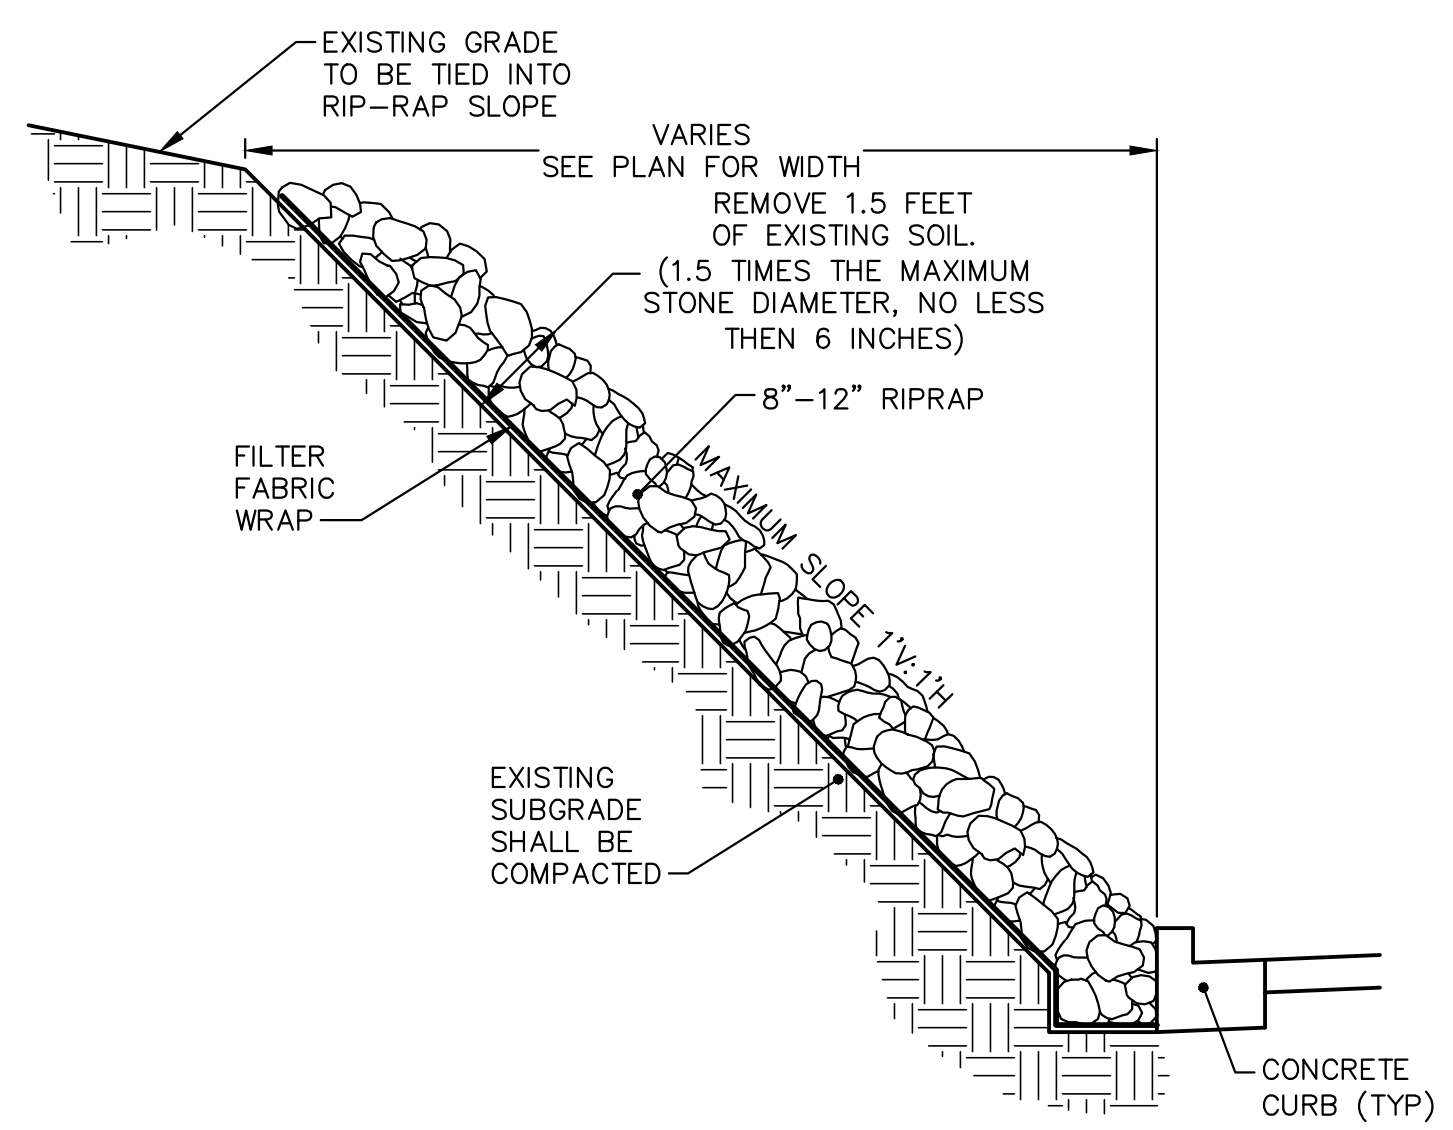 EXISTING GRADE
TO BE TIED INTO
RIP-RAP SLOPE
VARIES
SEE PLAN FOR WIDTH
REMOVE 1.5 FEET
OF EXISTING SOIL.
(1.5 TIMES THE MAXIMUM
STONE DIAMETER, NO LESS
THEN 6 INCHES)
8"-12" RIPRAP
MAXIMUM SLOPE 1'V:1'H
FILTER
FABRIC
WRAP
EXISTING
SUBGRADE
SHALL BE
COMPACTED
CONCRETE
CURB (TYP)